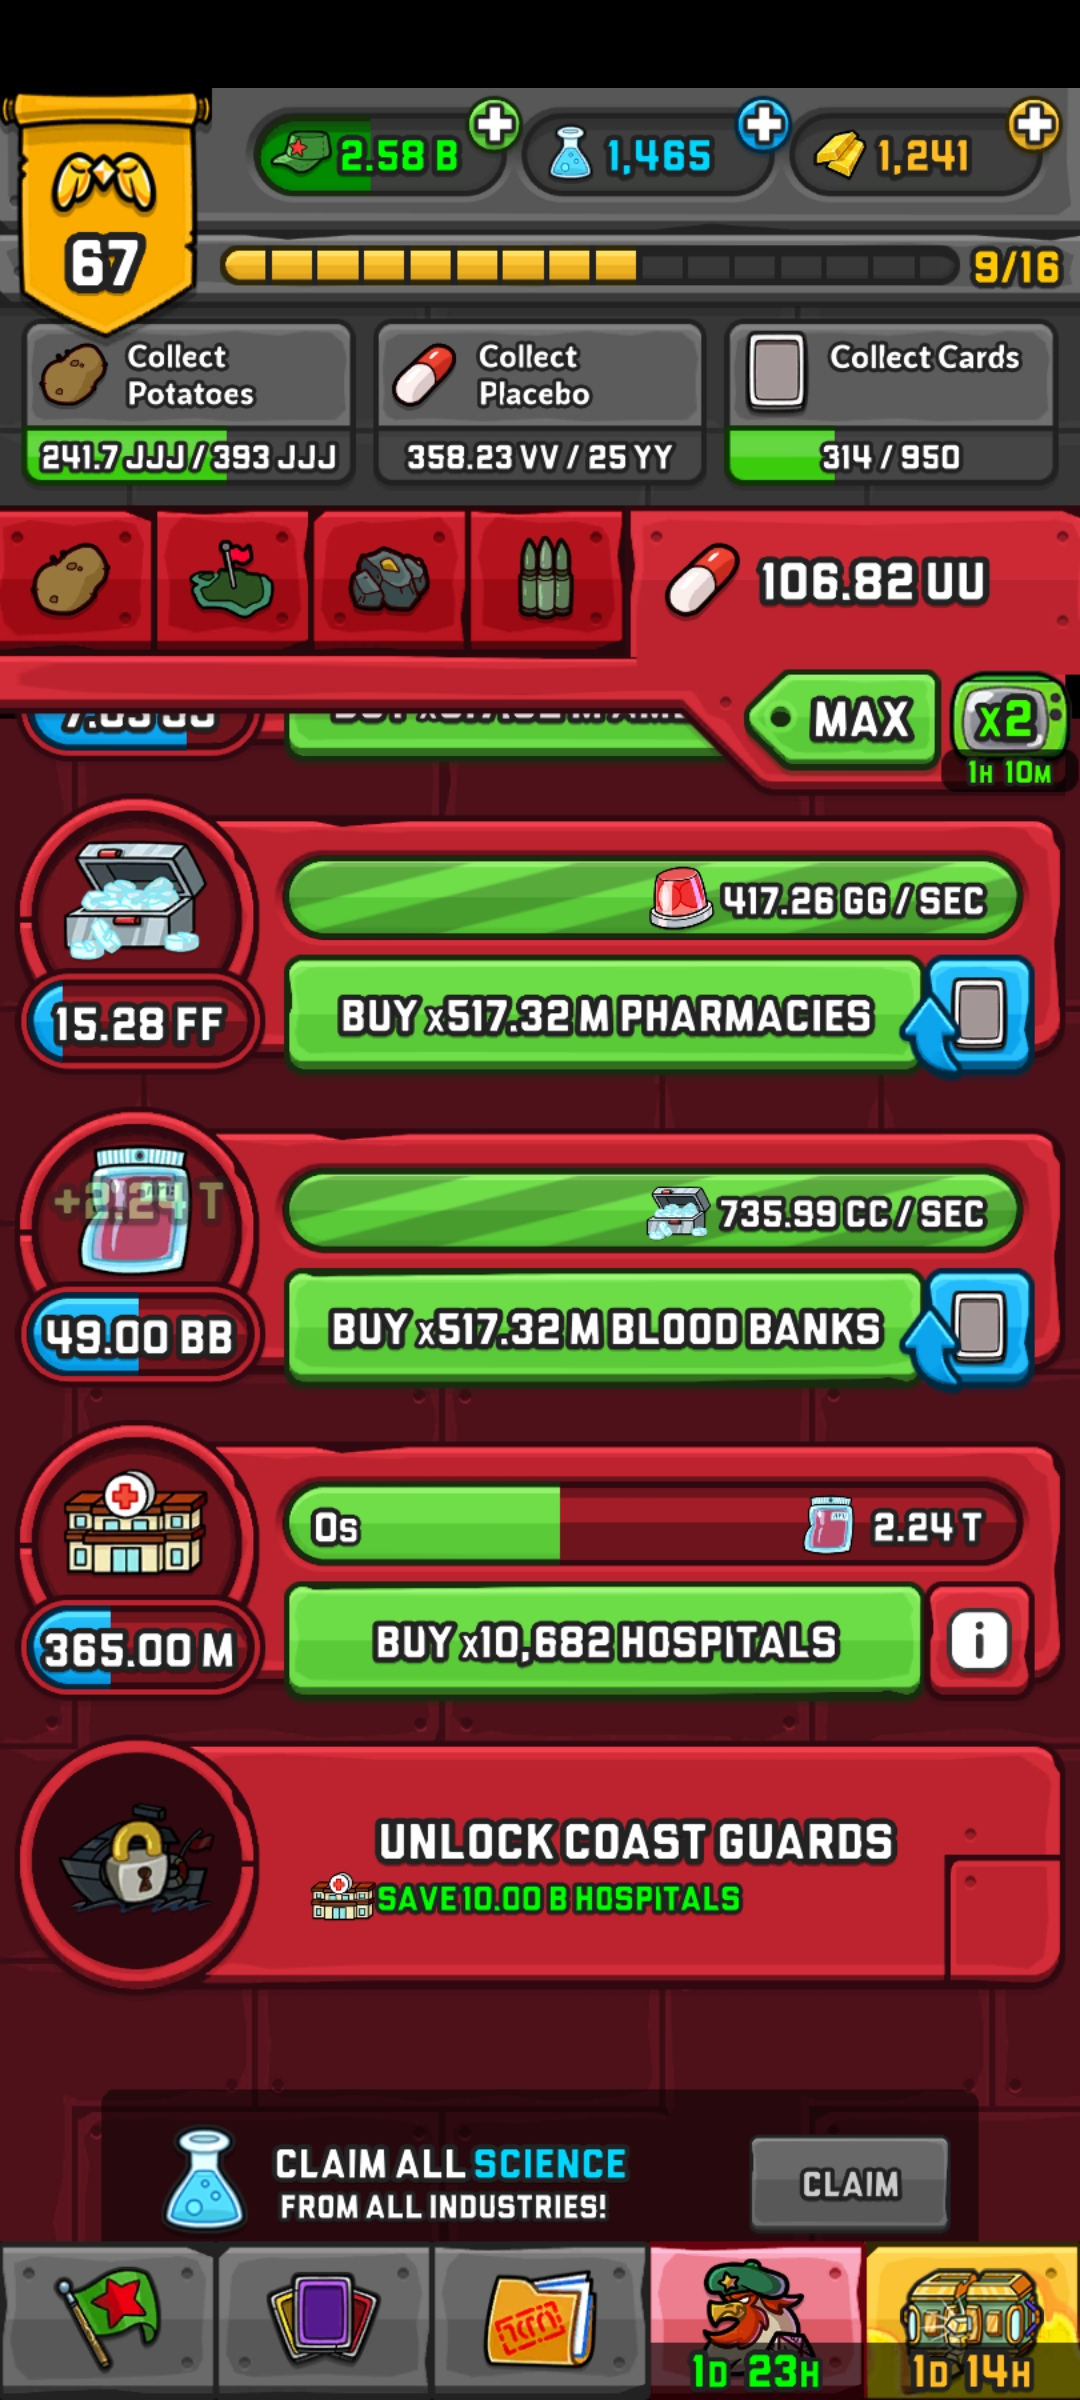 2.58 B
1,465
1,241
67
9/16
Collect
Potatoes
241.7 JJJ / 393 JJJ
Collect
Placebo
358.23 VV / 25 YY
Collect Cards
314 / 950
106.82 UU
MAX
x2
1H 10M
417.26 GG / SEC
15.28 FF
BUY x517.32 M PHARMACIES
+2.24 T
735.99 CC / SEC
49.00 BB
BUY x517.32 M BLOOD BANKS
0s
2.24 T
365.00 M
BUY x10,682 HOSPITALS
i
UNLOCK COAST GUARDS
SAVE 10.00 B HOSPITALS
CLAIM ALL SCIENCE
FROM ALL INDUSTRIES!
CLAIM
1D 23H
1D 14H